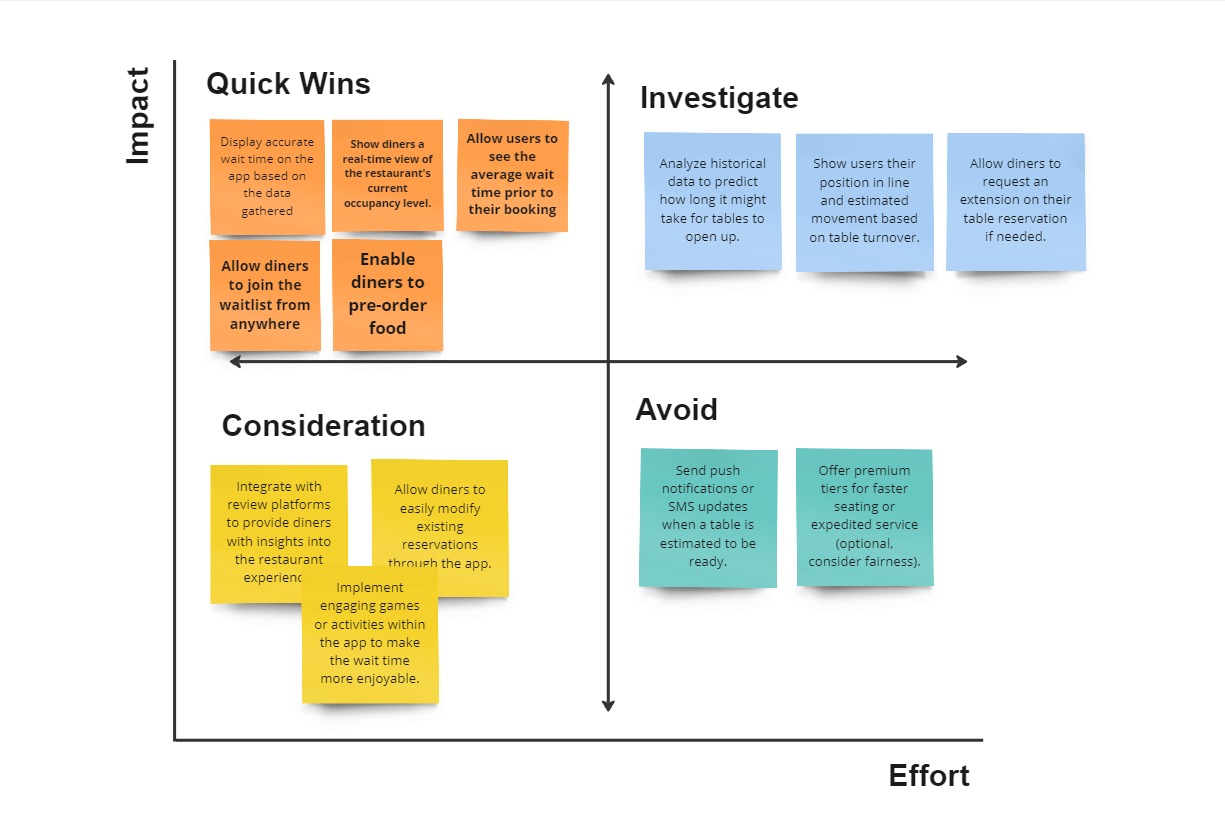 Impact
Quick Wins
Display accurate
wait time on the
app based on
the data
gathered
Show diners a
real-time view of
the restaurant's
current
occupancy level.
Allow users to
see the
average wait
time prior to
their booking
Allow diners
to join the
waitlist from
anywhere
Enable
diners to
pre-order
food
Investigate
Analyze historical
data to predict
how long it might
take for tables to
open up.
Show users their
position in line
and estimated
movement based
on table turnover.
Allow diners to
request an
extension on their
table reservation
if needed.
Consideration
Integrate with
review platforms
to provide diners
with insights into
the restaurant
experienc
Allow diners to
easily modify
existing
reservations
through the app.
Implement
engaging games
or activities within
the app to make
the wait time
more enjoyable.
Avoid
Send push
notifications or
SMS updates
when a table is
estimated to be
ready.
Offer premium
tiers for faster
seating or
expedited service
(optional,
consider fairness).
Effort